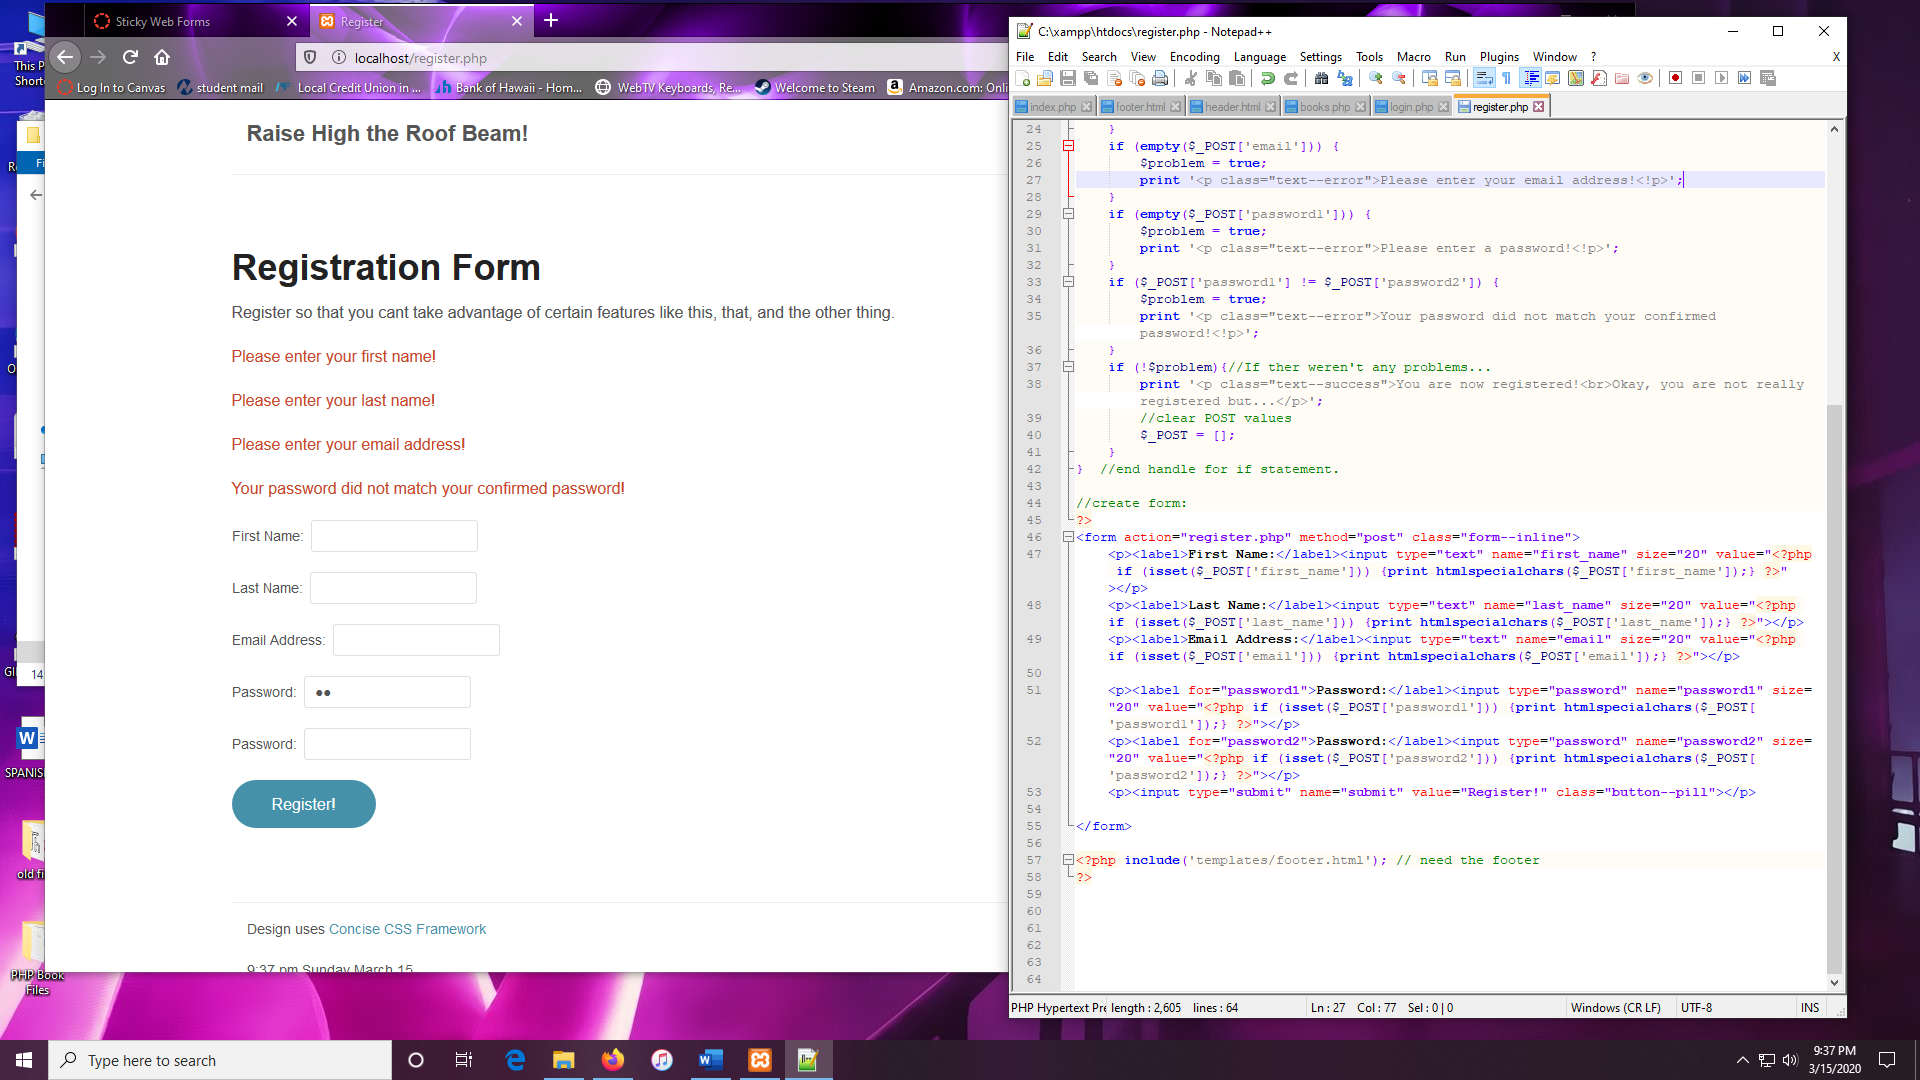 Sticky Web Forms
Register
localhost/register.php
Log In to Canvas
student mail
Local Credit Union in ...
Bank of Hawaii - Hom...
WebTV Keyboards, Re...
Welcome to Steam
Amazon.com: Onli
Raise High the Roof Beam!
Registration Form
Register so that you cant take advantage of certain features like this, that, and the other thing.
Please enter your first name!
Please enter your last name!
Please enter your email address!
Your password did not match your confirmed password!
First Name:
Last Name:
Email Address:
Password: ●●
Password:
Register!
Design uses Concise CSS Framework
9:37 pm Sunday March 15
C:\xampp\htdocs\register.php - Notepad++
File Edit Search View Encoding Language Settings Tools Macro Run Plugins Window ? X
index.php footer.html header.html books.php login.php register.php
24 }
25 if (empty($_POST['email'])) {
26 $problem = true;
27 print '<p class="text--error">Please enter your email address!<!p>';
28 }
29 if (empty($_POST['password1'])) {
30 $problem = true;
31 print '<p class="text--error">Please enter a password!<!p>';
32 }
33 if ($_POST['password1'] != $_POST['password2']) {
34 $problem = true;
35 print '<p class="text--error">Your password did not match your confirmed
password!<!p>';
36 }
37 if (!$problem){//If ther weren't any problems...
38 print '<p class="text--success">You are now registered!<br>Okay, you are not really
registered but...</p>';
39 //clear POST values
40 $_POST = [];
41 }
42 } //end handle for if statement.
43
44 //create form:
45 ?>
46 <form action="register.php" method="post" class="form--inline">
47 <p><label>First Name:</label><input type="text" name="first_name" size="20" value="<?php
if (isset($_POST['first_name'])) {print htmlspecialchars($_POST['first_name']);} ?>"
></p>
48 <p><label>Last Name:</label><input type="text" name="last_name" size="20" value="<?php
if (isset($_POST['last_name'])) {print htmlspecialchars($_POST['last_name']);} ?>"></p>
49 <p><label>Email Address:</label><input type="text" name="email" size="20" value="<?php
if (isset($_POST['email'])) {print htmlspecialchars($_POST['email']);} ?>"></p>
50
51 <p><label for="password1">Password:</label><input type="password" name="password1" size=
"20" value="<?php if (isset($_POST['password1'])) {print htmlspecialchars($_POST[
'password1']);} ?>"></p>
52 <p><label for="password2">Password:</label><input type="password" name="password2" size=
"20" value="<?php if (isset($_POST['password2'])) {print htmlspecialchars($_POST[
'password2']);} ?>"></p>
53 <p><input type="submit" name="submit" value="Register!" class="button--pill"></p>
54
55 </form>
56
57 <?php include('templates/footer.html'); // need the footer
58 ?>
59
60
61
62
63
64
PHP Hypertext Pre length : 2,605 lines : 64 Ln : 27 Col : 77 Sel : 0 | 0 Windows (CR LF) UTF-8 INS
This P
Short
Fi
14
SPANIS
old fi
PHP Book
Files
Type here to search
9:37 PM
3/15/2020